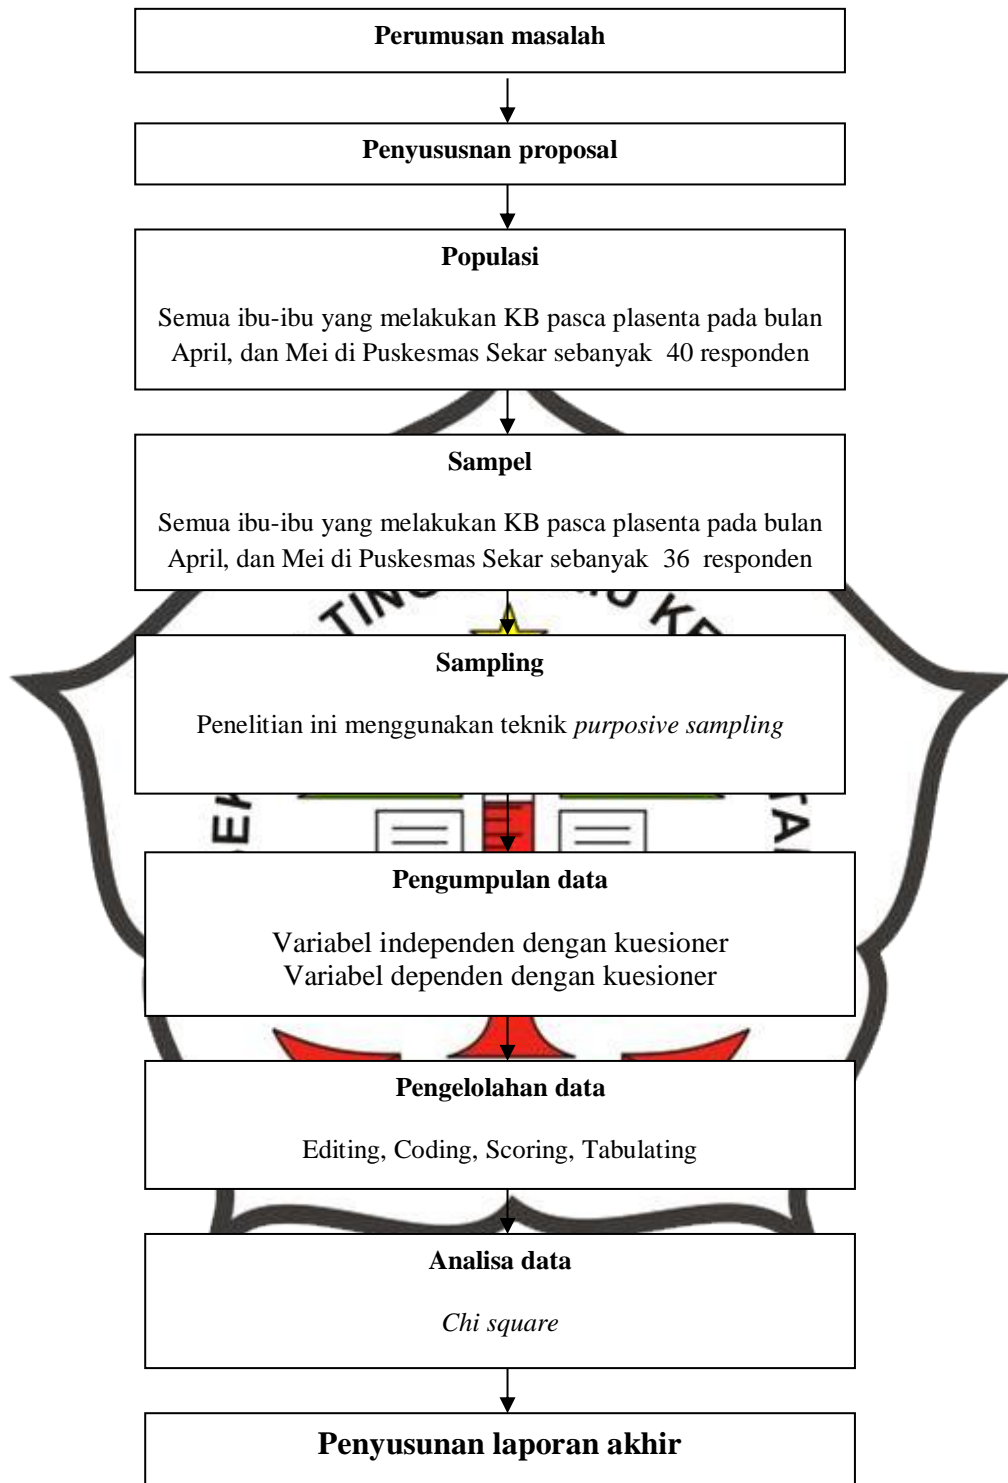 Perumusan masalah
Penyususnan proposal
Populasi
Semua ibu-ibu yang melakukan KB pasca plasenta pada bulan
April, dan Mei di Puskesmas Sekar sebanyak 40 responden
Sampel
Semua ibu-ibu yang melakukan KB pasca plasenta pada bulan
April, dan Mei di Puskesmas Sekar sebanyak 36 responden
Sampling
Penelitian ini menggunakan teknik purposive sampling
Pengumpulan data
Variabel independen dengan kuesioner
Variabel dependen dengan kuesioner
Pengelolahan data
Editing, Coding, Scoring, Tabulating
Analisa data
Chi square
Penyusunan laporan akhir